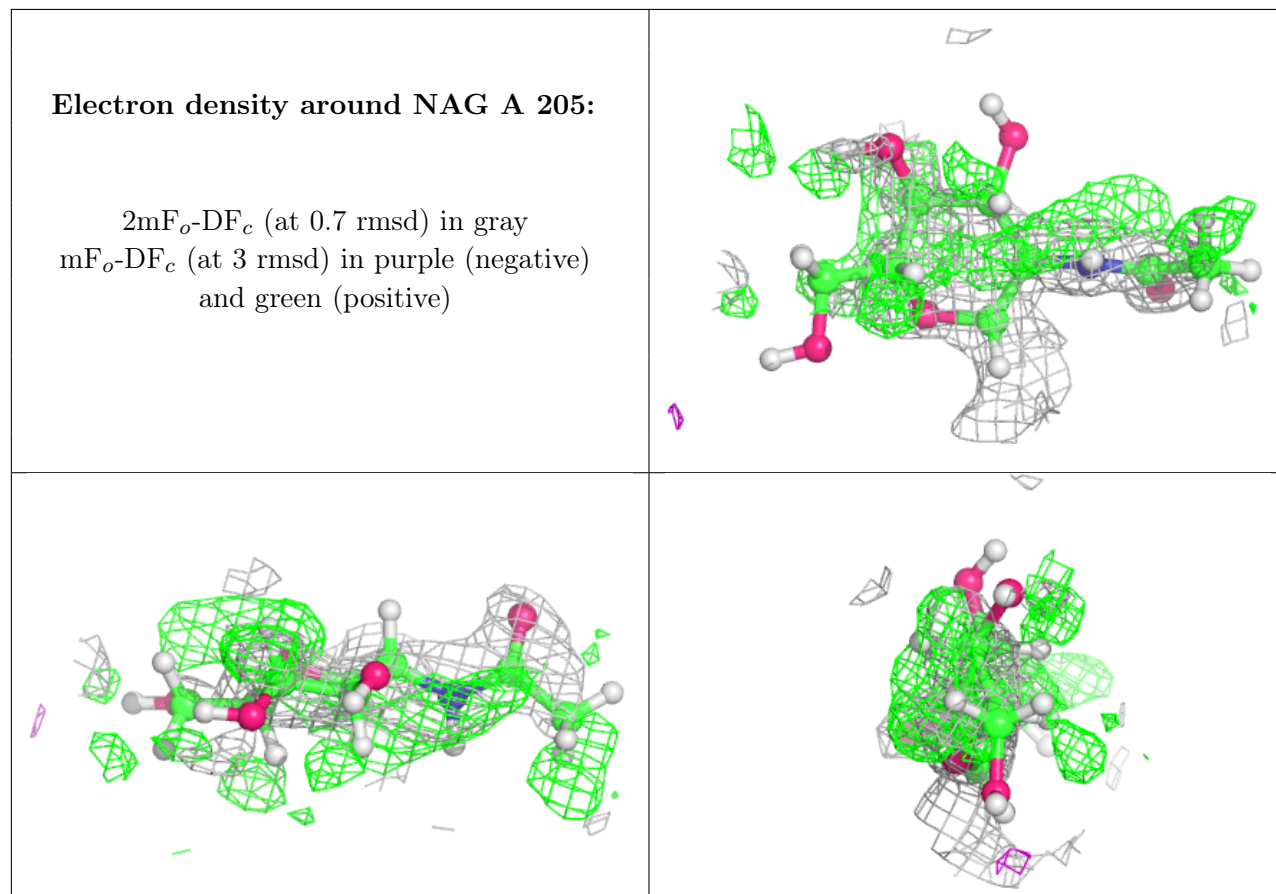 Electron density around NAG A 205:
2mFo-DFc (at 0.7 rmsd) in gray
mFo-DFc (at 3 rmsd) in purple (negative)
and green (positive)